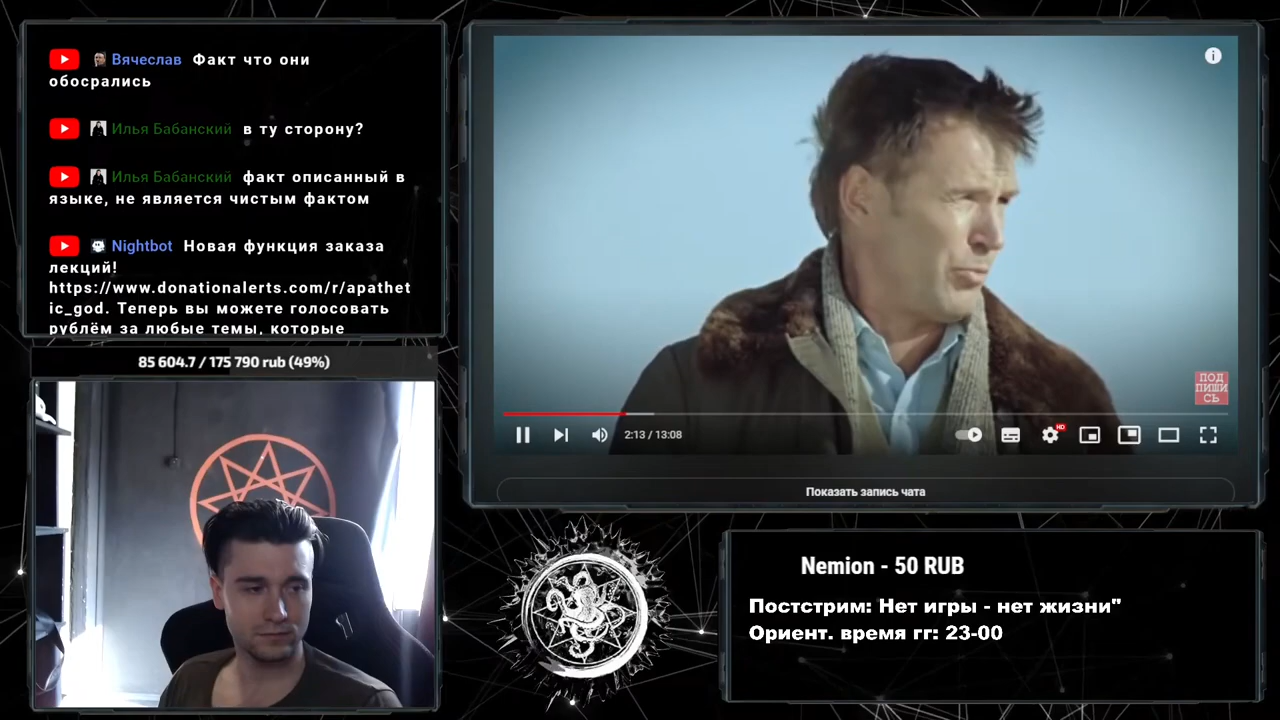 Вячеслав Факт что они
обосрались
Илья Бабанский в ту сторону?
Илья Бабанский факт описанный в
языке, не является чистым фактом
Nightbot Новая функция заказа
лекций!
https://www.donationalerts.com/r/apathet
ic_god. Теперь вы можете голосовать
рублём за любые темы, которые
85 604.7 / 175 790 rub (49%)
ПОД
ПИШИ
СЬ
2:13 / 13:08
HD
Показать запись чата
Nemion - 50 RUB
Постстрим: Нет игры - нет жизни"
Ориент. время гг: 23-00